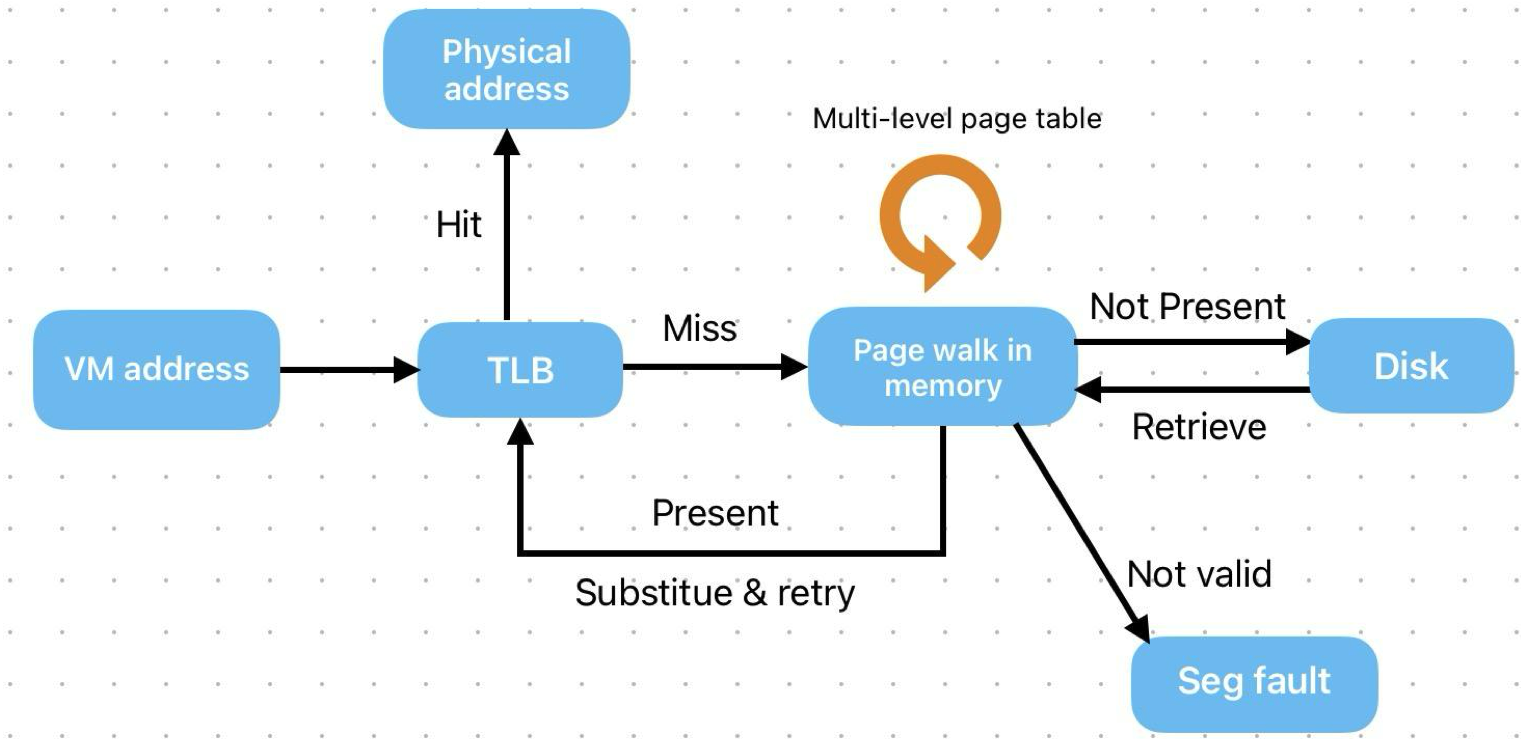 Physical
address
Multi-level page table
Hit
Not Present
Miss
VM address
TLB
Page walk in
memory
Disk
Retrieve
Present
Not valid
Substitue & retry
Seg fault